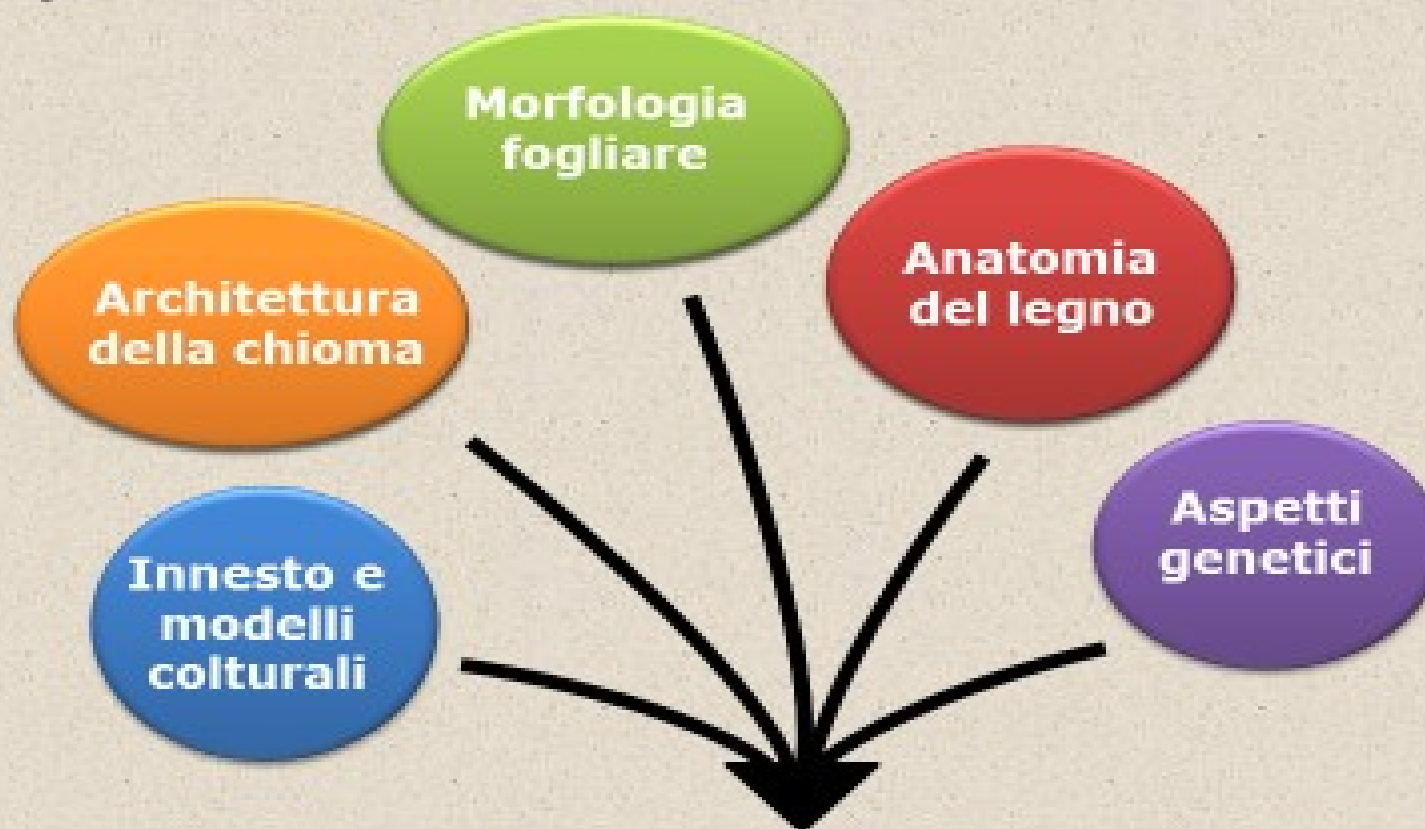 Morfologia
fogliare
Anatomia
del legno
Architettura
della chioma
Aspetti
genetici
Innesto e
modelli
colturali